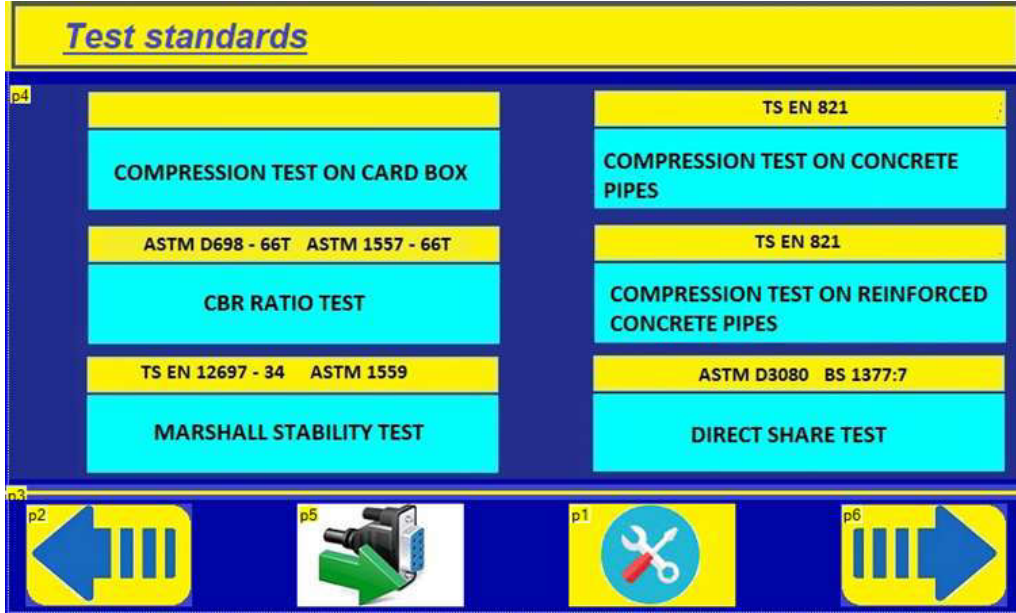 Test standards
p4
COMPRESSION TEST ON CARD BOX
TS EN 821
COMPRESSION TEST ON CONCRETE
PIPES
ASTM D698 - 66T ASTM 1557 - 66T
CBR RATIO TEST
TS EN 821
COMPRESSION TEST ON REINFORCED
CONCRETE PIPES
TS EN 12697 - 34 ASTM 1559
MARSHALL STABILITY TEST
ASTM D3080 BS 1377:7
DIRECT SHARE TEST
p3
p2
p5
p1
p6